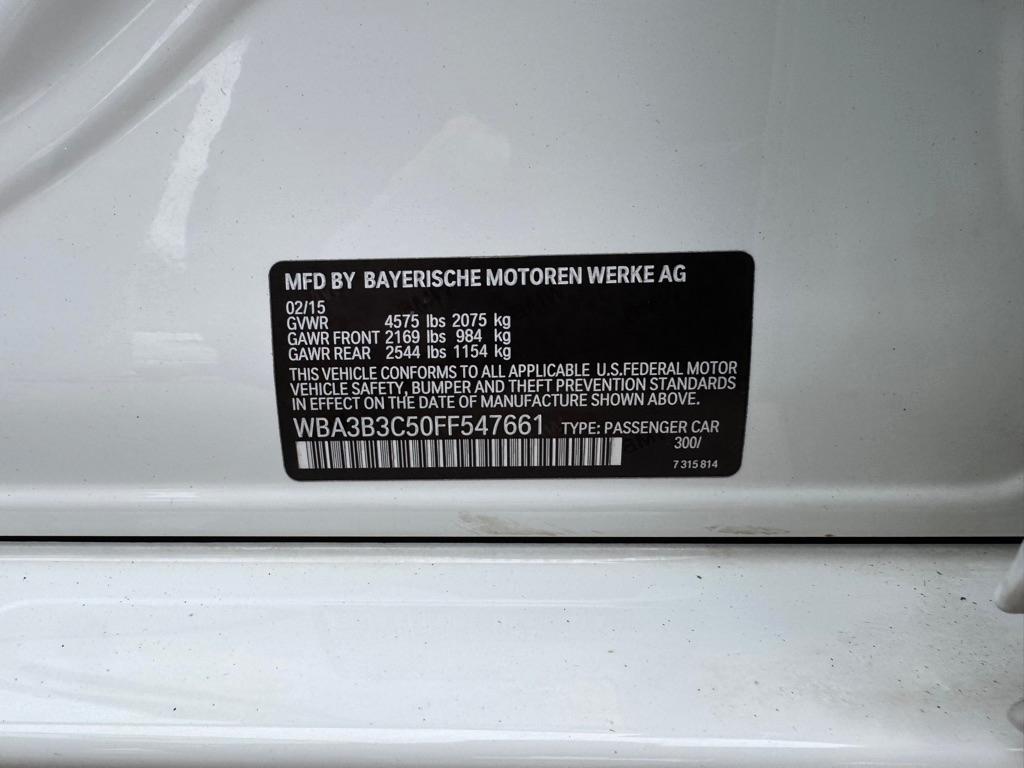 MFD BY BAYERISCHE MOTOREN WERKE AG
02/15
GVWR 4575 lbs 2075 kg
GAWR FRONT 2169 lbs 984 kg
GAWR REAR 2544 lbs 1154 kg
THIS VEHICLE CONFORMS TO ALL APPLICABLE U.S.FEDERAL MOTOR
VEHICLE SAFETY, BUMPER AND THEFT PREVENTION STANDARDS
IN EFFECT ON THE DATE OF MANUFACTURE SHOWN ABOVE.
WBA3B3C50FF547661 TYPE: PASSENGER CAR
300/
7 315 814